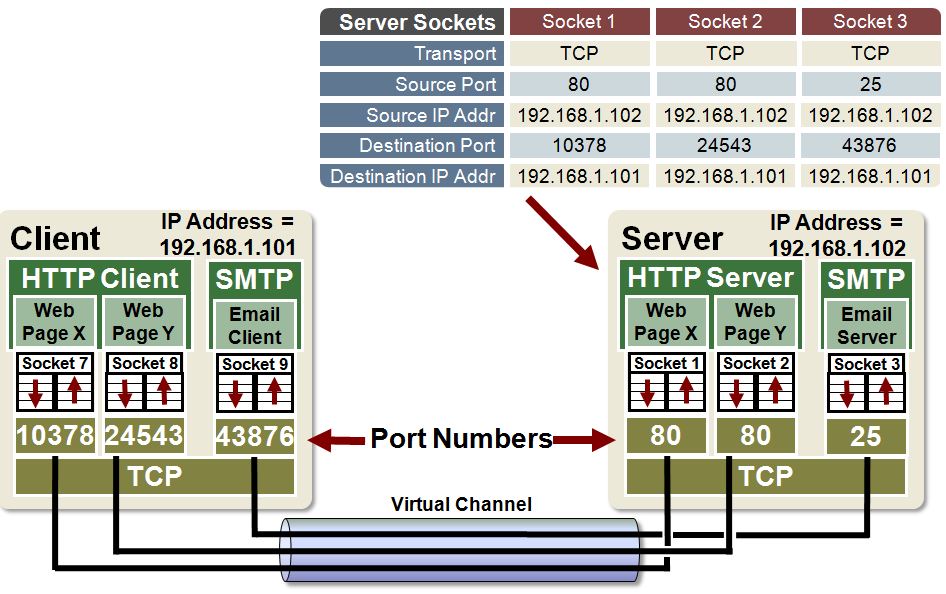 Server Sockets Socket 1 Socket 2 Socket 3
Transport TCP TCP TCP
Source Port 80 80 25
Source IP Addr 192.168.1.102 192.168.1.102 192.168.1.102
Destination Port 10378 24543 43876
Destination IP Addr 192.168.1.101 192.168.1.101 192.168.1.101
Client
IP Address =
192.168.1.101
HTTP Client
Web
Page X
Web
Page Y
SMTP
Email
Client
Socket 7
Socket 8
Socket 9
10378
24543
43876
TCP
Port Numbers
Server
IP Address =
192.168.1.102
HTTP Server
Web
Page X
Web
Page Y
SMTP
Email
Server
Socket 1
Socket 2
Socket 3
80
80
25
TCP
Virtual Channel